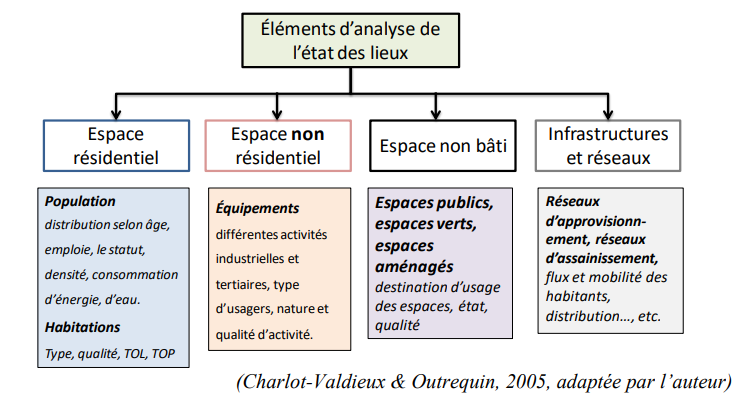 Éléments d'analyse de
l'état des lieux
Espace
résidentiel
Espace non
résidentiel
Espace non bâti
Infrastructures
et réseaux
Population
distribution selon âge,
emploie, le statut,
densité, consommation
d'énergie, d'eau.
Habitations
Type, qualité, TOL, TOP
Équipements
différentes activités
industrielles et
tertiaires, type
d'usagers, nature et
qualité d'activité.
Espaces publics,
espaces verts,
espaces
aménagés
destination d'usage
des espaces, état,
qualité
Réseaux
d'approvisionn-
ement, réseaux
d'assainissement,
flux et mobilité des
habitants,
distribution…, etc.
(Charlot-Valdieux & Outrequin, 2005, adaptée par l'auteur)